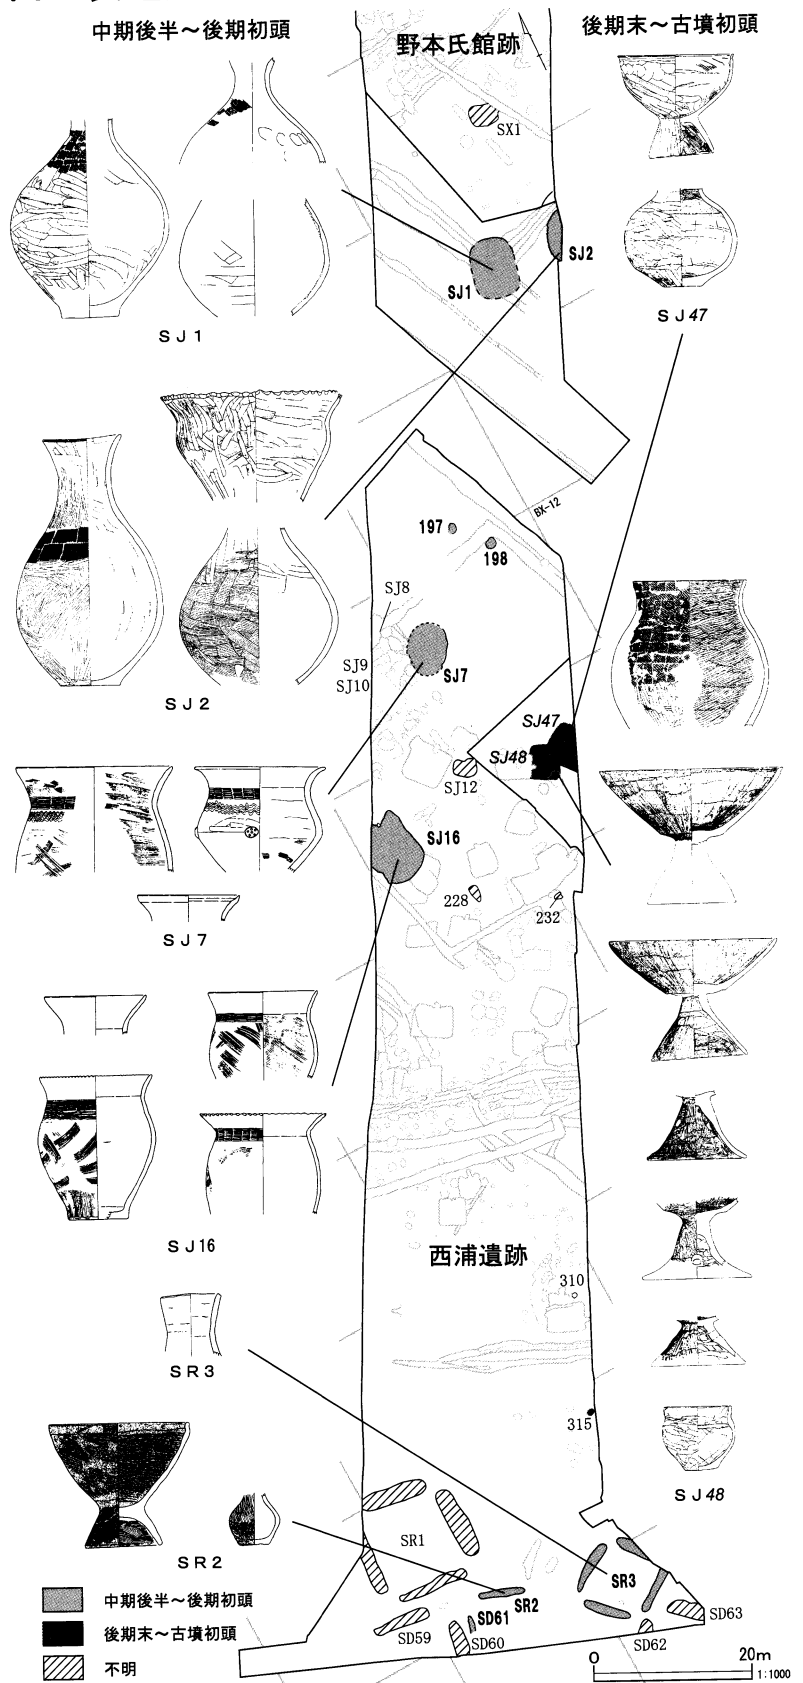 中期後半～後期初頭
野本氏館跡
後期末～古墳初頭
SX1
SJ2
SJ1
SJ1
SJ47
BX-12
197
198
SJ8
SJ9
SJ10
SJ7
SJ2
SJ47
SJ48
SJ12
SJ16
228
232
SJ7
SJ16
西浦遺跡
310
SR3
315
SJ48
SR1
SR2
SR3
SR2
SD61
SD59
SD60
SD62
SD63
中期後半～後期初頭
後期末～古墳初頭
不明
0 20m
1:1000